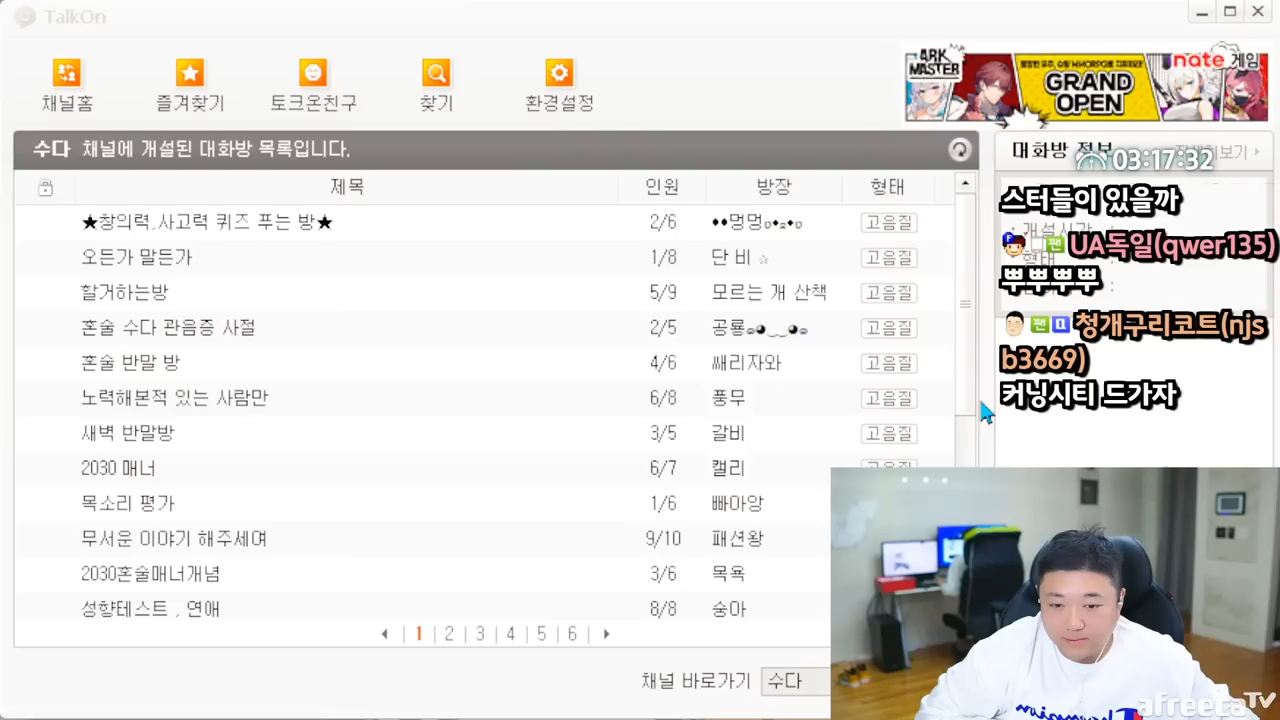 TalkOn
채널홈
즐겨찾기
토크온친구
찾기
환경설정
ARK MASTER
GRAND OPEN
nate 게임
수다 채널에 개설된 대화방 목록입니다.
제목 인원 방장 형태
★창의력,사고력 퀴즈 푸는 방★ 2/6 고음질
오든가 말든가 1/8 단 비 ☆ 고음질
할거하는방 5/9 모르는 개 산책 고음질
혼술 수다 관음증 사절 2/5 공룡 고음질
혼술 반말 방 4/6 쌔리자와 고음질
노력해본적 있는 사람만 6/8 풍무 고음질
새벽 반말방 3/5 갈비 고음질
2030 매너 6/7 캘리 고음질
목소리 평가 1/6 빠아앙
무서운 이야기 해주세여 9/10 패션왕
2030혼술매너개념 3/6 목욕
성향테스트 , 연애 8/8 숭아
1 | 2 | 3 | 4 | 5 | 6
채널 바로가기 수다
대화방 정보
03:17:32
스터들이 있을까
UA독일(qwer135)
뿌뿌뿌뿌
청개구리코트(njs
b3669)
커닝시티 드가자
afreecaTV